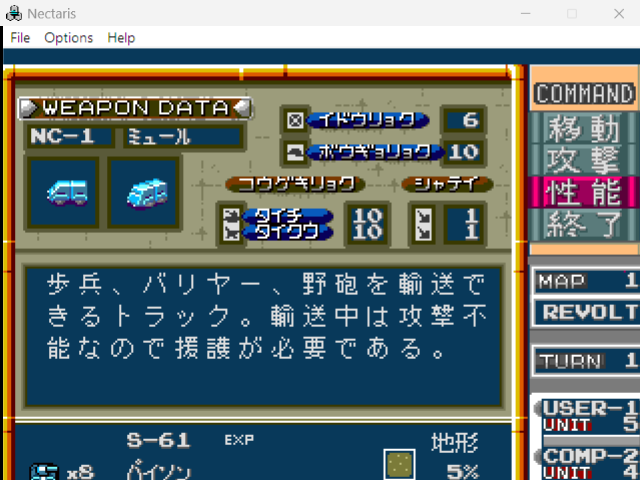 Nectaris
File Options Help
WEAPON DATA
NC-1 ミュール
イドウリョク 6
ボウギョリョク 10
コウゲキリョク シャテイ
タイチ 10 1
タイクウ 10 1
歩兵、バリヤー、野砲を輸送で
きるトラック。輸送中は攻撃不
能なので援護が必要である。
S-61 EXP 地形
x8 パイソン 5%
COMMAND
移動
攻撃
性能
終了
MAP 1
REVOLT
TURN 1
USER-1
UNIT 5
COMP-2
UNIT 4